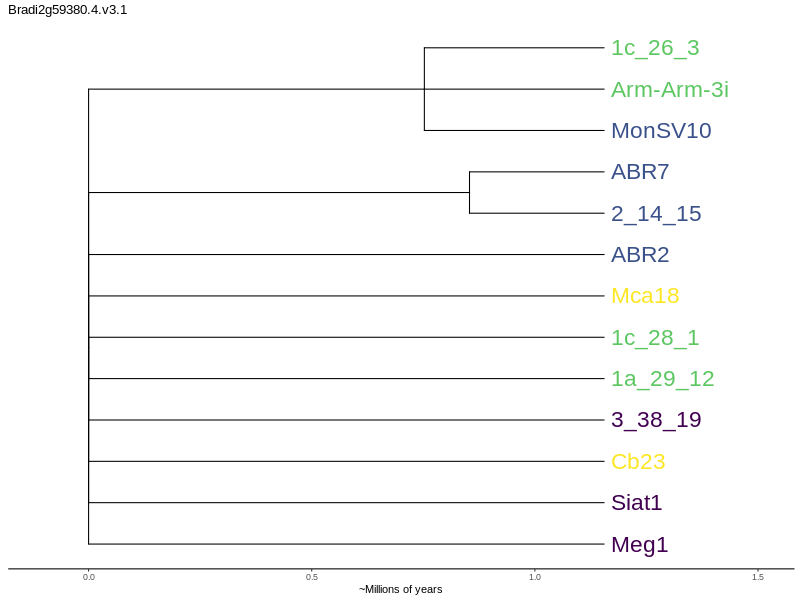 Bradi2g59380.4.v3.1
1c_26_3
Arm-Arm-3i
MonSV10
ABR7
2_14_15
ABR2
Mca18
1c_28_1
1a_29_12
3_38_19
Cb23
Siat1
Meg1
0.0 0.5 1.0 1.5
~Millions of years